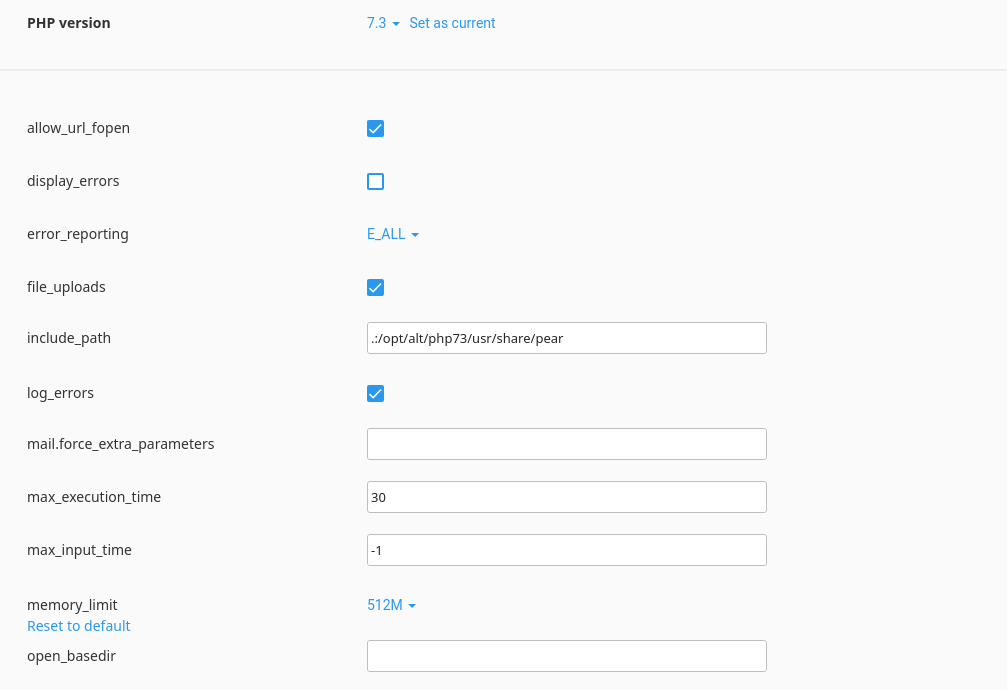 PHP version 7.3 Set as current
allow_url_fopen
display_errors
error_reporting E_ALL
file_uploads
include_path .:/opt/alt/php73/usr/share/pear
log_errors
mail.force_extra_parameters
max_execution_time 30
max_input_time -1
memory_limit 512M
Reset to default
open_basedir